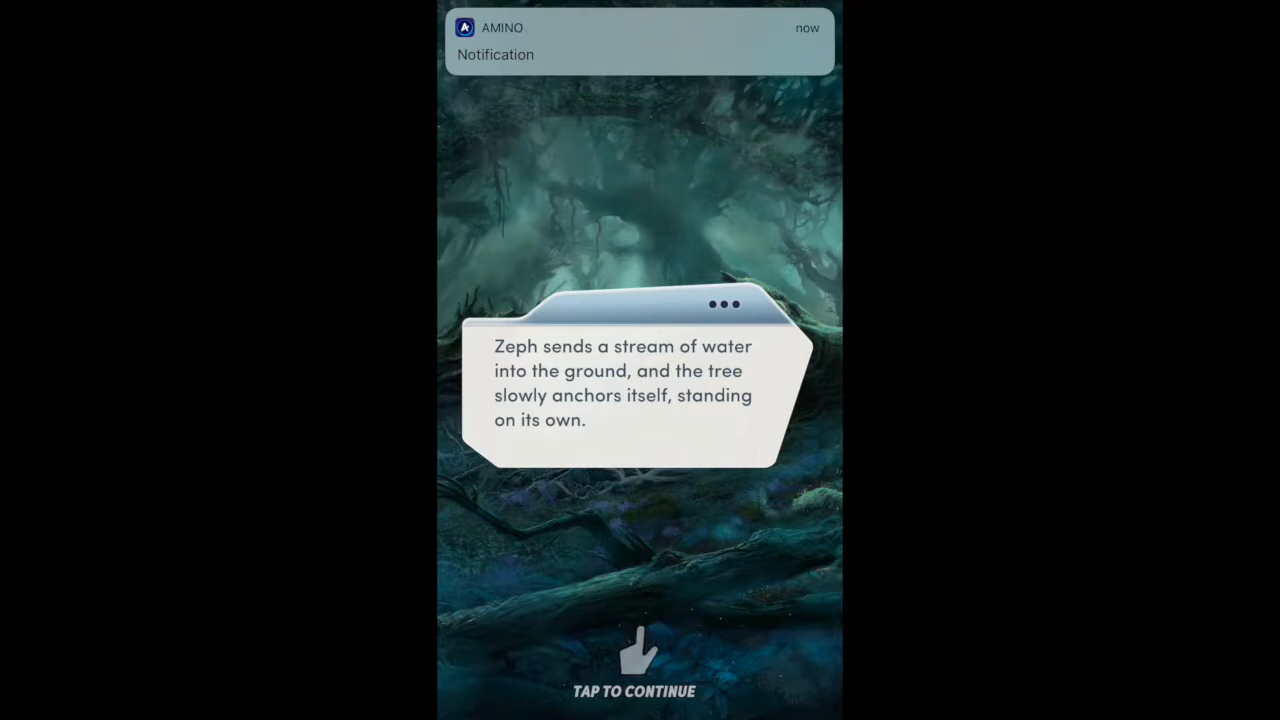 AMINO
now
Notification
Zeph sends a stream of water
into the ground, and the tree
slowly anchors itself, standing
on its own.
TAP TO CONTINUE